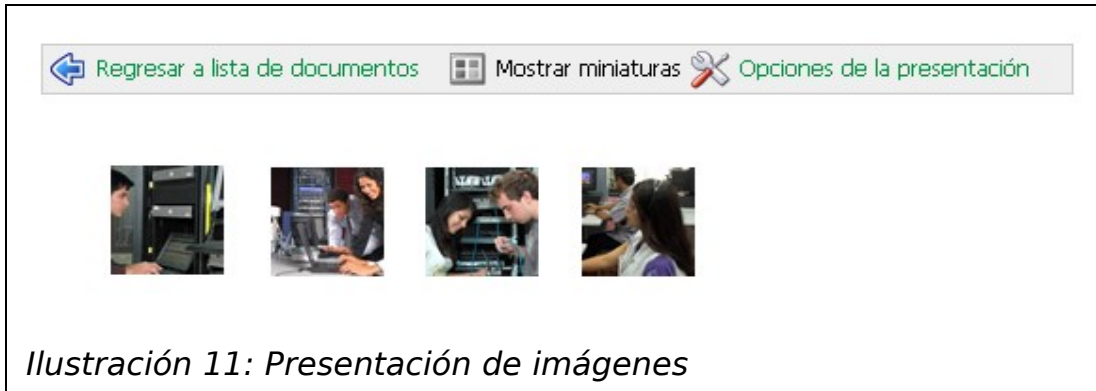 Regresar a lista de documentos Mostrar miniaturas Opciones de la presentación
Ilustración 11: Presentación de imágenes